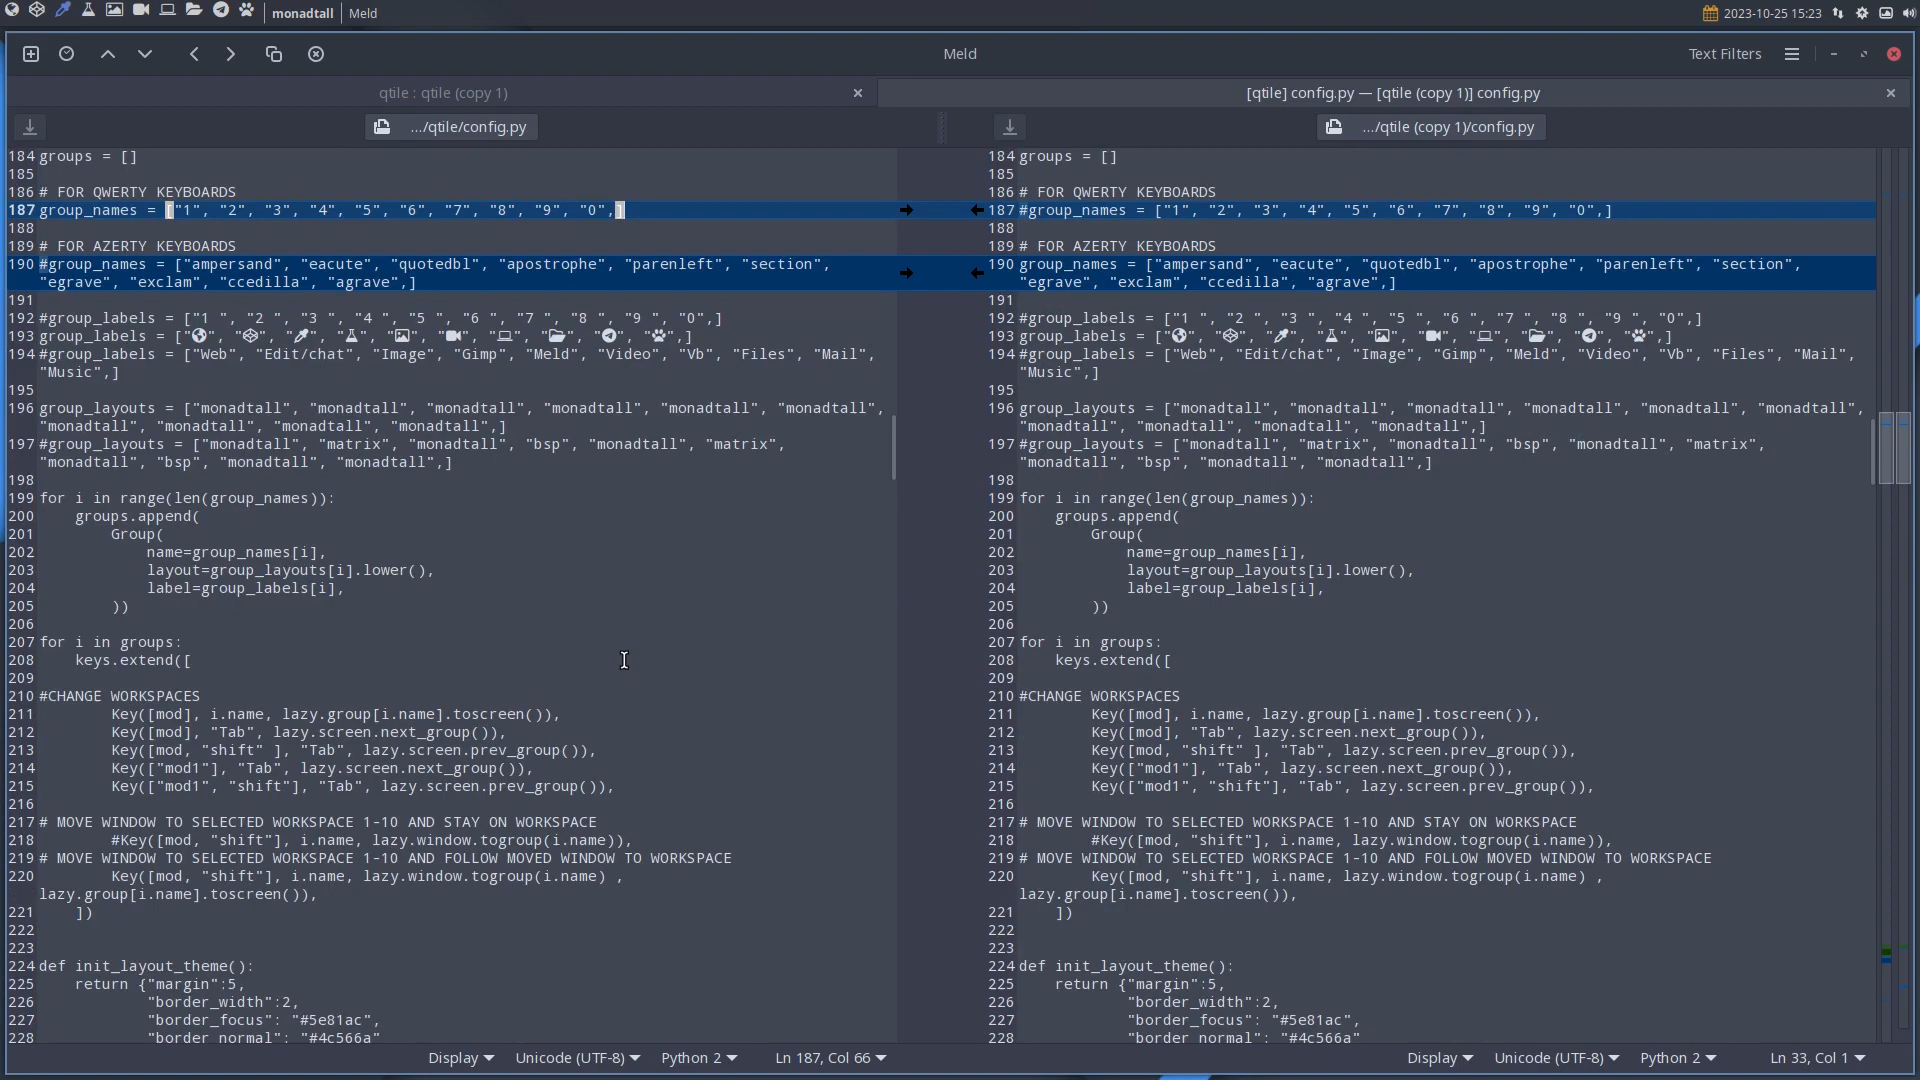 monadtall Meld 2023-10-25 15:23
Meld Text Filters
qtile : qtile (copy 1) [qtile] config.py — [qtile (copy 1)] config.py
.../qtile/config.py .../qtile (copy 1)/config.py
184 groups = []
185
186 # FOR QWERTY KEYBOARDS
187 group_names = ["1", "2", "3", "4", "5", "6", "7", "8", "9", "0",]
188
189 # FOR AZERTY KEYBOARDS
190 #group_names = ["ampersand", "eacute", "quotedbl", "apostrophe", "parenleft", "section",
"egrave", "exclam", "ccedilla", "agrave",]
191
192 #group_labels = ["1 ", "2 ", "3 ", "4 ", "5 ", "6 ", "7 ", "8 ", "9 ", "0",]
193 group_labels = ["", "", "", "", "", "", "", "", "", "",]
194 #group_labels = ["Web", "Edit/chat", "Image", "Gimp", "Meld", "Video", "Vb", "Files", "Mail",
"Music",]
195
196 group_layouts = ["monadtall", "monadtall", "monadtall", "monadtall", "monadtall", "monadtall",
"monadtall", "monadtall", "monadtall", "monadtall",]
197 #group_layouts = ["monadtall", "matrix", "monadtall", "bsp", "monadtall", "matrix",
"monadtall", "bsp", "monadtall", "monadtall",]
198
199 for i in range(len(group_names)):
200     groups.append(
201         Group(
202             name=group_names[i],
203             layout=group_layouts[i].lower(),
204             label=group_labels[i],
205         ))
206
207 for i in groups:
208     keys.extend([
209
210 #CHANGE WORKSPACES
211         Key([mod], i.name, lazy.group[i.name].toscreen()),
212         Key([mod], "Tab", lazy.screen.next_group()),
213         Key([mod, "shift" ], "Tab", lazy.screen.prev_group()),
214         Key(["mod1"], "Tab", lazy.screen.next_group()),
215         Key(["mod1", "shift"], "Tab", lazy.screen.prev_group()),
216
217 # MOVE WINDOW TO SELECTED WORKSPACE 1-10 AND STAY ON WORKSPACE
218         #Key([mod, "shift"], i.name, lazy.window.togroup(i.name)),
219 # MOVE WINDOW TO SELECTED WORKSPACE 1-10 AND FOLLOW MOVED WINDOW TO WORKSPACE
220         Key([mod, "shift"], i.name, lazy.window.togroup(i.name) ,
lazy.group[i.name].toscreen()),
221     ])
222
223
224 def init_layout_theme():
225     return {"margin":5,
226             "border_width":2,
227             "border_focus": "#5e81ac",
228             "border_normal": "#4c566a"
184 groups = []
185
186 # FOR QWERTY KEYBOARDS
187 #group_names = ["1", "2", "3", "4", "5", "6", "7", "8", "9", "0",]
188
189 # FOR AZERTY KEYBOARDS
190 group_names = ["ampersand", "eacute", "quotedbl", "apostrophe", "parenleft", "section",
"egrave", "exclam", "ccedilla", "agrave",]
191
192 #group_labels = ["1 ", "2 ", "3 ", "4 ", "5 ", "6 ", "7 ", "8 ", "9 ", "0",]
193 group_labels = ["", "", "", "", "", "", "", "", "", "",]
194 #group_labels = ["Web", "Edit/chat", "Image", "Gimp", "Meld", "Video", "Vb", "Files", "Mail",
"Music",]
195
196 group_layouts = ["monadtall", "monadtall", "monadtall", "monadtall", "monadtall", "monadtall",
"monadtall", "monadtall", "monadtall", "monadtall",]
197 #group_layouts = ["monadtall", "matrix", "monadtall", "bsp", "monadtall", "matrix",
"monadtall", "bsp", "monadtall", "monadtall",]
198
199 for i in range(len(group_names)):
200     groups.append(
201         Group(
202             name=group_names[i],
203             layout=group_layouts[i].lower(),
204             label=group_labels[i],
205         ))
206
207 for i in groups:
208     keys.extend([
209
210 #CHANGE WORKSPACES
211         Key([mod], i.name, lazy.group[i.name].toscreen()),
212         Key([mod], "Tab", lazy.screen.next_group()),
213         Key([mod, "shift" ], "Tab", lazy.screen.prev_group()),
214         Key(["mod1"], "Tab", lazy.screen.next_group()),
215         Key(["mod1", "shift"], "Tab", lazy.screen.prev_group()),
216
217 # MOVE WINDOW TO SELECTED WORKSPACE 1-10 AND STAY ON WORKSPACE
218         #Key([mod, "shift"], i.name, lazy.window.togroup(i.name)),
219 # MOVE WINDOW TO SELECTED WORKSPACE 1-10 AND FOLLOW MOVED WINDOW TO WORKSPACE
220         Key([mod, "shift"], i.name, lazy.window.togroup(i.name) ,
lazy.group[i.name].toscreen()),
221     ])
222
223
224 def init_layout_theme():
225     return {"margin":5,
226             "border_width":2,
227             "border_focus": "#5e81ac",
228             "border_normal": "#4c566a"
Display Unicode (UTF-8) Python 2 Ln 187, Col 66 Display Unicode (UTF-8) Python 2 Ln 33, Col 1